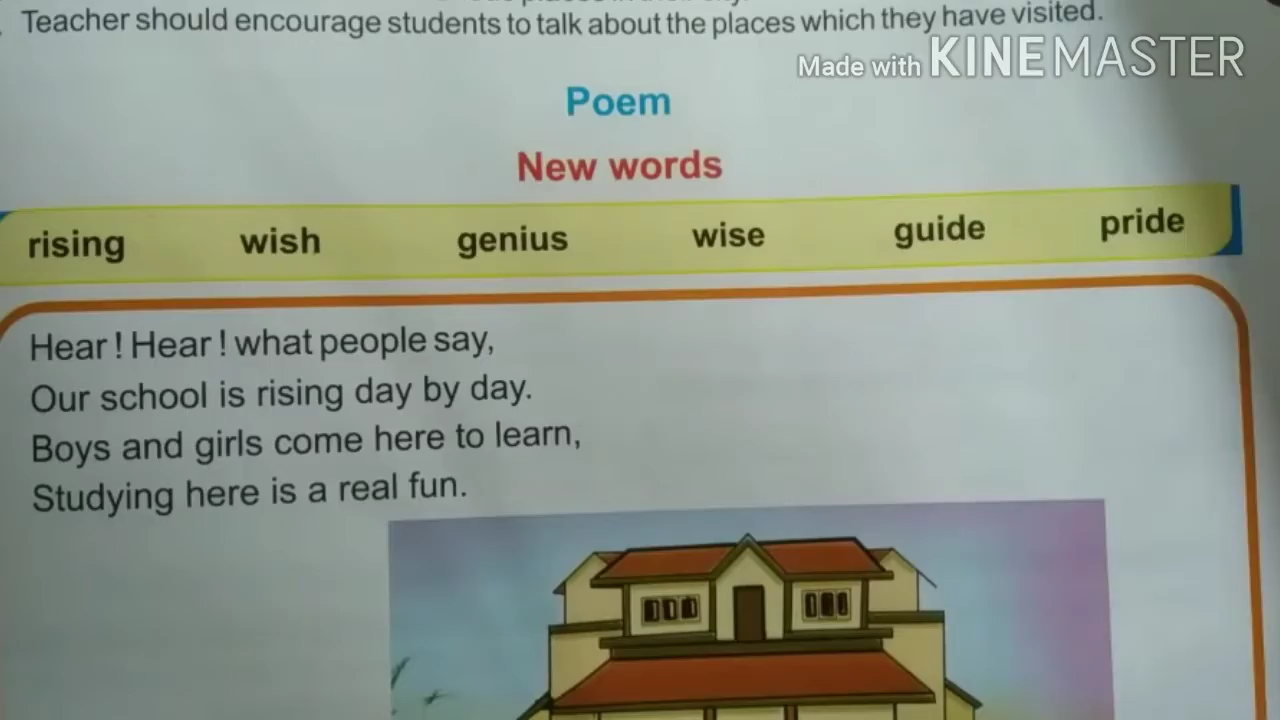 Teacher should encourage students to talk about the places which they have visited.
Made with KINEMASTER
Poem
New words
rising wish genius wise guide pride
Hear ! Hear ! what people say,
Our school is rising day by day.
Boys and girls come here to learn,
Studying here is a real fun.